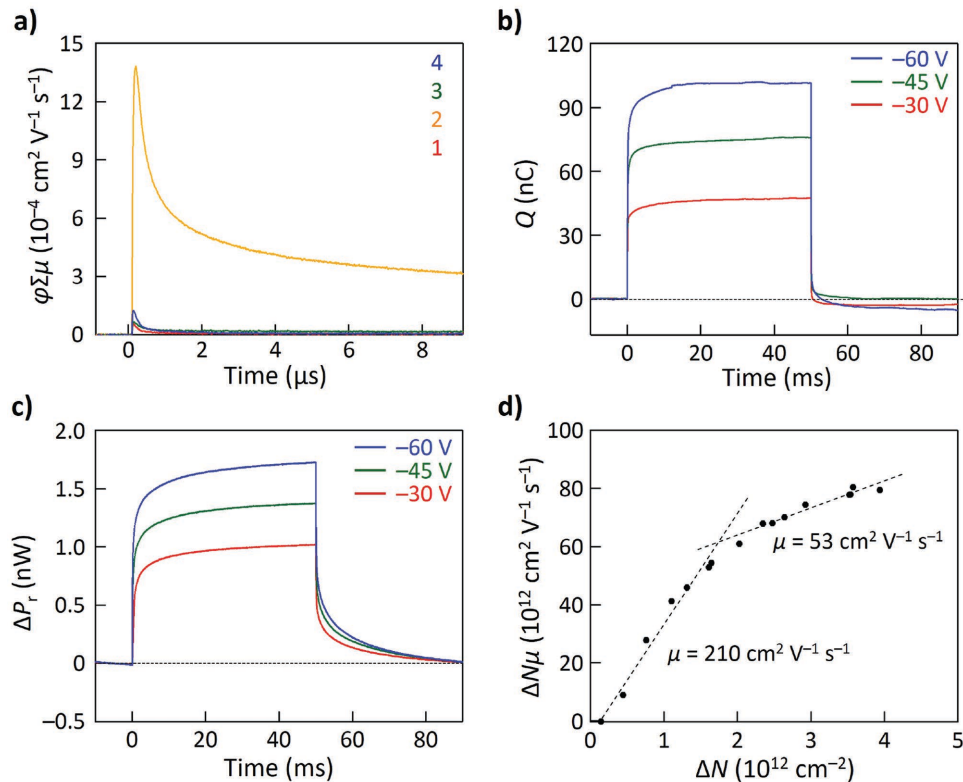 a)
15
12
9
6
3
0
φΣμ (10⁻⁴ cm² V⁻¹ s⁻¹)
4
3
2
1
0 2 4 6 8
Time (μs)
b)
120
90
60
30
0
Q (nC)
–60 V
–45 V
–30 V
0 20 40 60 80
Time (ms)
c)
2.0
1.5
1.0
0.5
0
–0.5
ΔPᵣ (nW)
–60 V
–45 V
–30 V
0 20 40 60 80
Time (ms)
d)
100
80
60
40
20
0
ΔNμ (10¹² cm² V⁻¹ s⁻¹)
μ = 53 cm² V⁻¹ s⁻¹
μ = 210 cm² V⁻¹ s⁻¹
0 1 2 3 4 5
ΔN (10¹² cm⁻²)